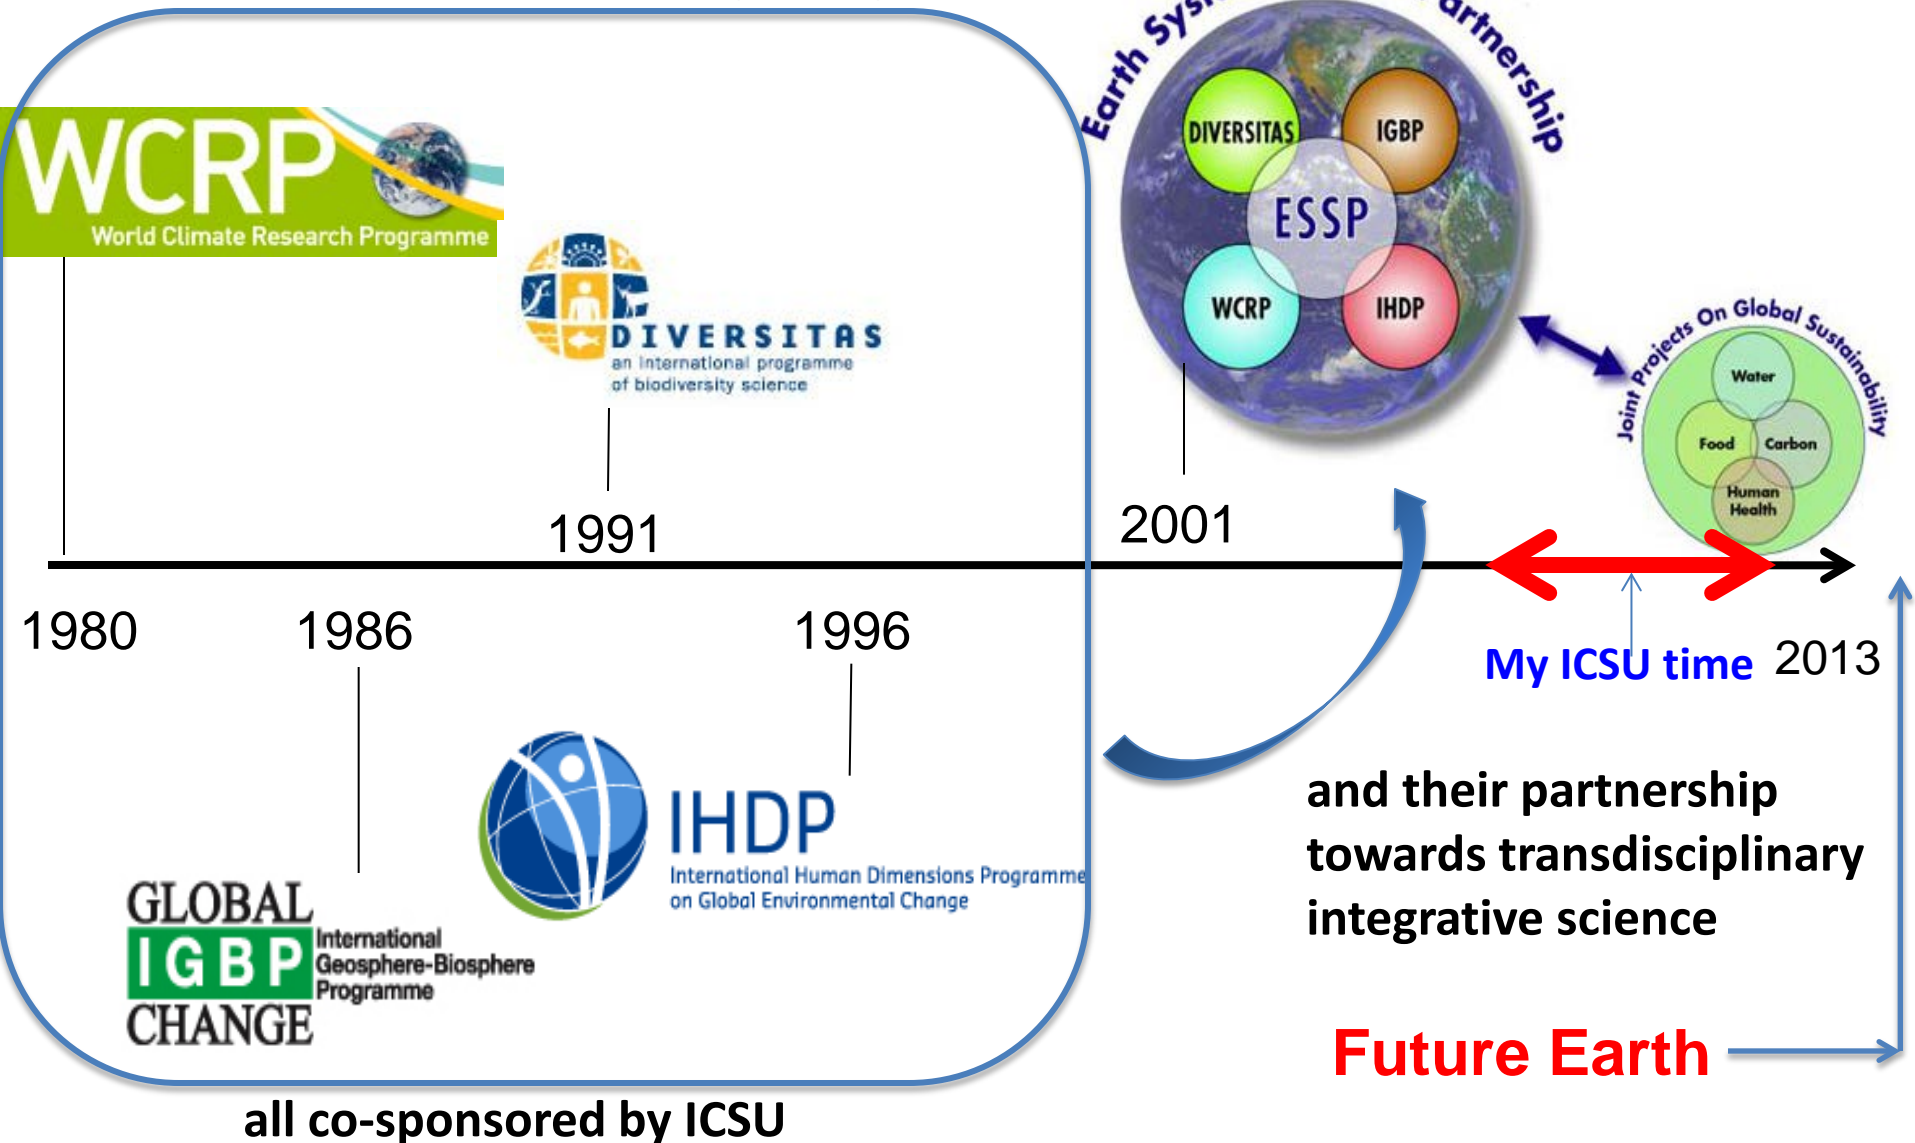 Earth Sys
artnership
WCRP
World Climate Research Programme
DIVERSITAS
an international programme
of biodiversity science
DIVERSITAS
IGBP
ESSP
WCRP
IHDP
Joint Projects On Global Sustainability
Water
Food
Carbon
Human
Health
1991
2001
1980
1986
1996
My ICSU time
2013
IHDP
International Human Dimensions Programme
on Global Environmental Change
GLOBAL
IGBP
CHANGE
International
Geosphere-Biosphere
Programme
and their partnership
towards transdisciplinary
integrative science
Future Earth
all co-sponsored by ICSU